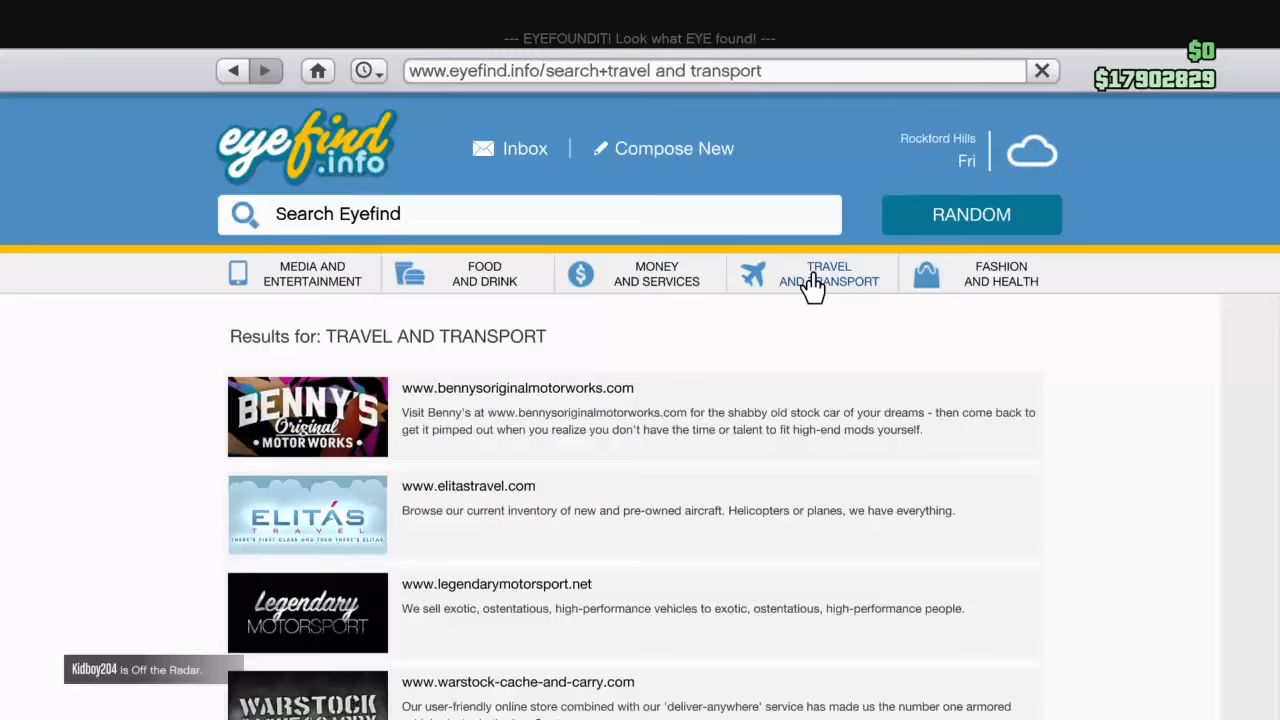 --- EYEFOUNDIT! Look what EYE found! ---
$0
www.eyefind.info/search+travel and transport
$17902829
eyefind
.info
Inbox
Compose New
Rockford Hills
Fri
Search Eyefind
RANDOM
MEDIA AND
ENTERTAINMENT
FOOD
AND DRINK
MONEY
AND SERVICES
TRAVEL
AND TRANSPORT
FASHION
AND HEALTH
Results for: TRAVEL AND TRANSPORT
BENNY'S
Original
MOTOR WORKS
www.bennysoriginalmotorworks.com
Visit Benny's at www.bennysoriginalmotorworks.com for the shabby old stock car of your dreams - then come back to
get it pimped out when you realize you don't have the time or talent to fit high-end mods yourself.
ELITÁS
TRAVEL
THERE'S FIRST CLASS AND THEN THERE'S ELITAS
www.elitastravel.com
Browse our current inventory of new and pre-owned aircraft. Helicopters or planes, we have everything.
Legendary
MOTORSPORT
www.legendarymotorsport.net
We sell exotic, ostentatious, high-performance vehicles to exotic, ostentatious, high-performance people.
Kidboy204 is Off the Radar.
WARSTOCK
www.warstock-cache-and-carry.com
Our user-friendly online store combined with our 'deliver-anywhere' service has made us the number one armored